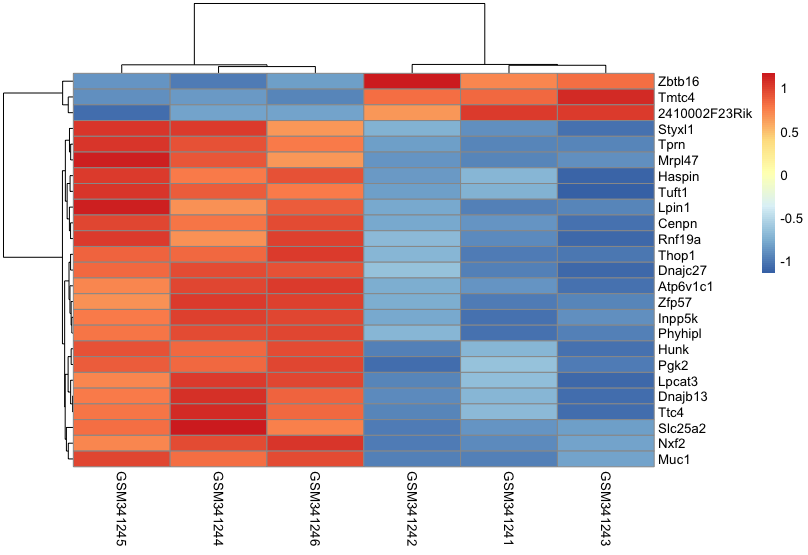 Zbtb16
Tmtc4
2410002F23Rik
Styxl1
Tprn
Mrpl47
Haspin
Tuft1
Lpin1
Cenpn
Rnf19a
Thop1
Dnajc27
Atp6v1c1
Zfp57
Inpp5k
Phyhipl
Hunk
Pgk2
Lpcat3
Dnajb13
Ttc4
Slc25a2
Nxf2
Muc1
1
0.5
0
-0.5
-1
GSM341245
GSM341244
GSM341246
GSM341242
GSM341241
GSM341243